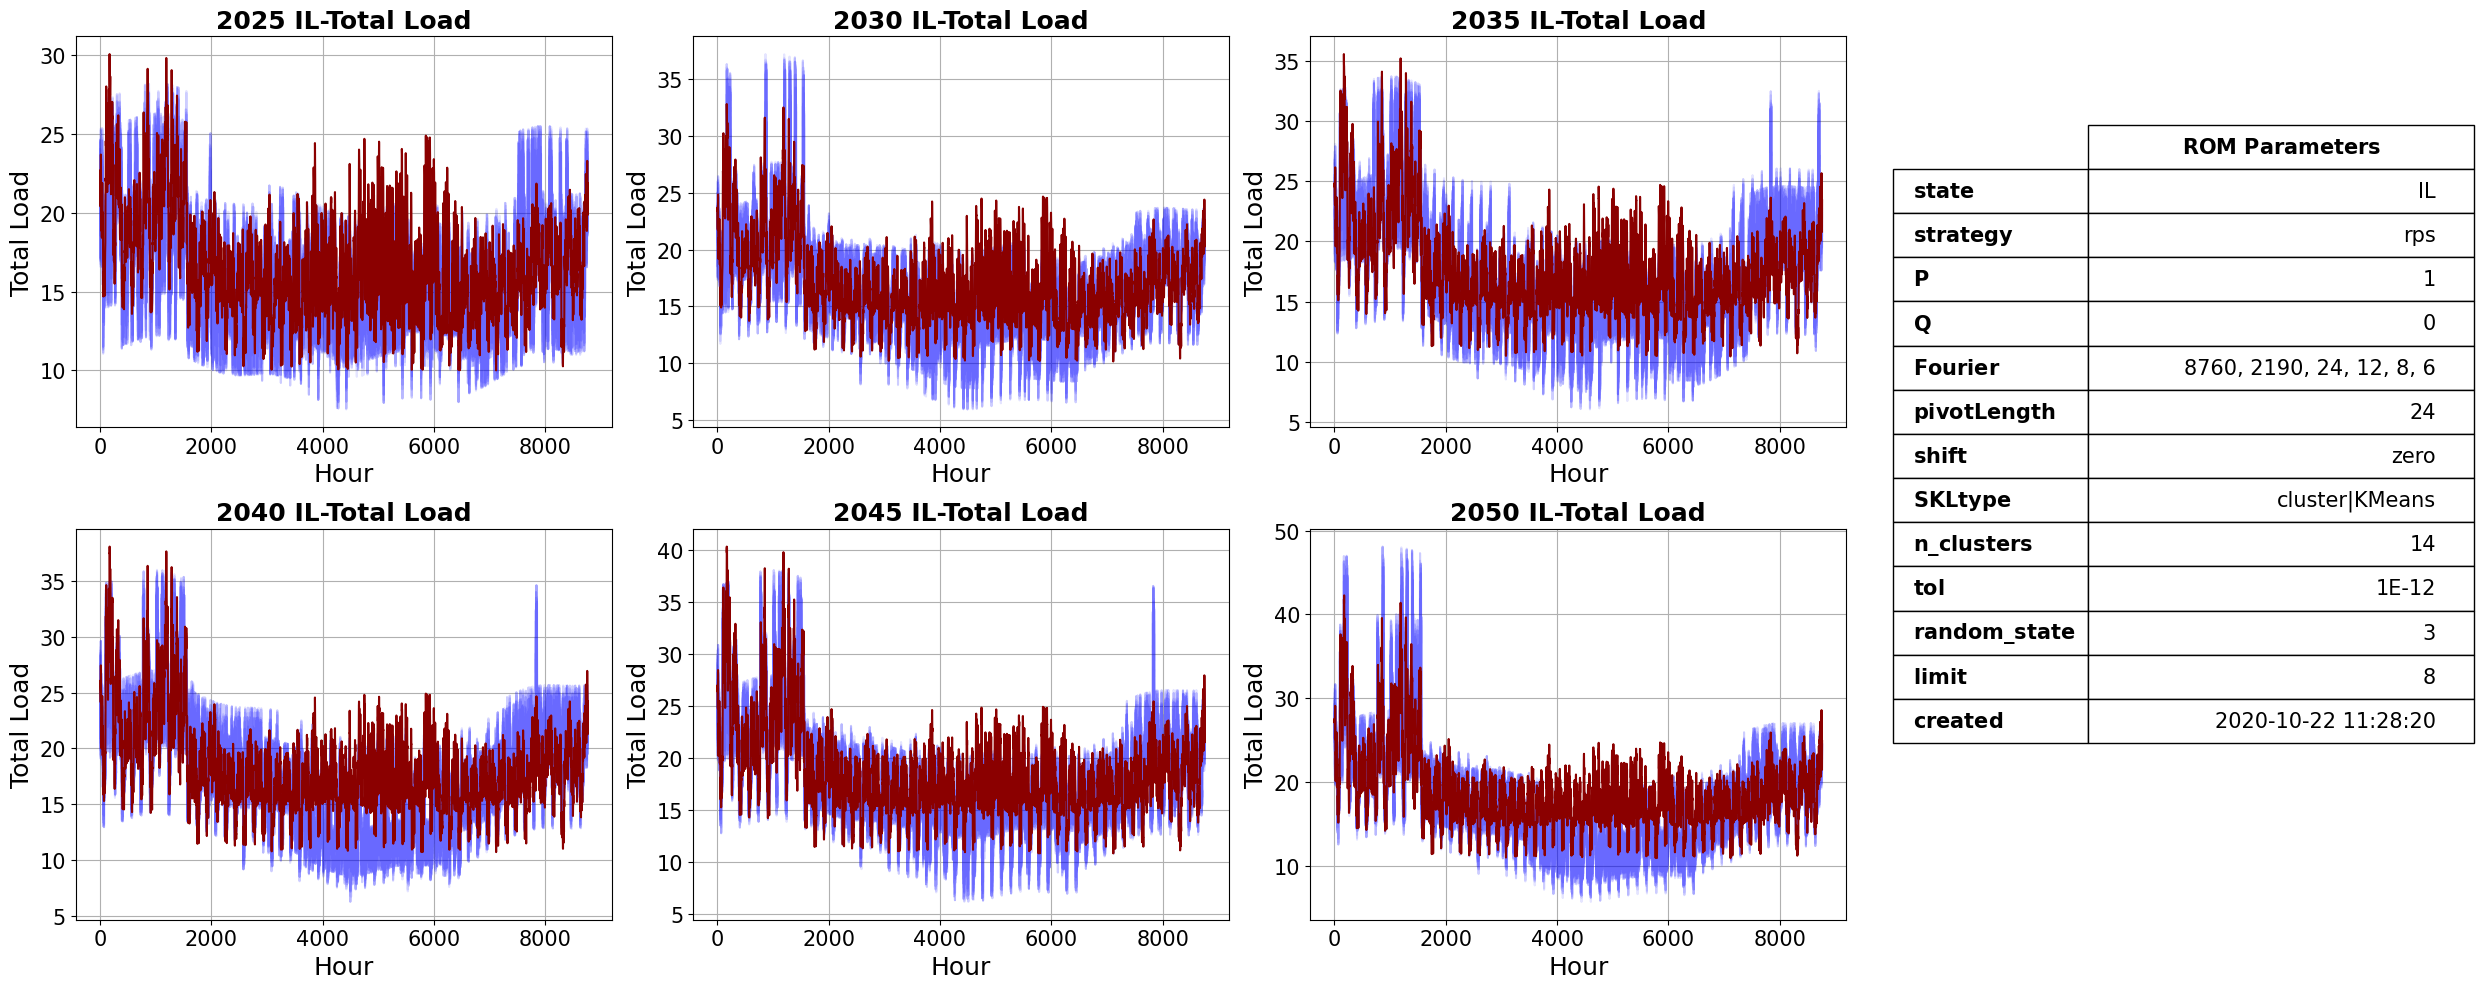 2025 IL-Total Load
30
25
20
15
10
Total Load
0 2000 4000 6000 8000
Hour
2030 IL-Total Load
35
30
25
20
15
10
5
Total Load
0 2000 4000 6000 8000
Hour
2035 IL-Total Load
35
30
25
20
15
10
5
Total Load
0 2000 4000 6000 8000
Hour
2040 IL-Total Load
35
30
25
20
15
10
5
Total Load
0 2000 4000 6000 8000
Hour
2045 IL-Total Load
40
35
30
25
20
15
10
5
Total Load
0 2000 4000 6000 8000
Hour
2050 IL-Total Load
50
40
30
20
10
Total Load
0 2000 4000 6000 8000
Hour
ROM Parameters
state IL
strategy rps
P 1
Q 0
Fourier 8760, 2190, 24, 12, 8, 6
pivotLength 24
shift zero
SKLtype cluster|KMeans
n_clusters 14
tol 1E-12
random_state 3
limit 8
created 2020-10-22 11:28:20